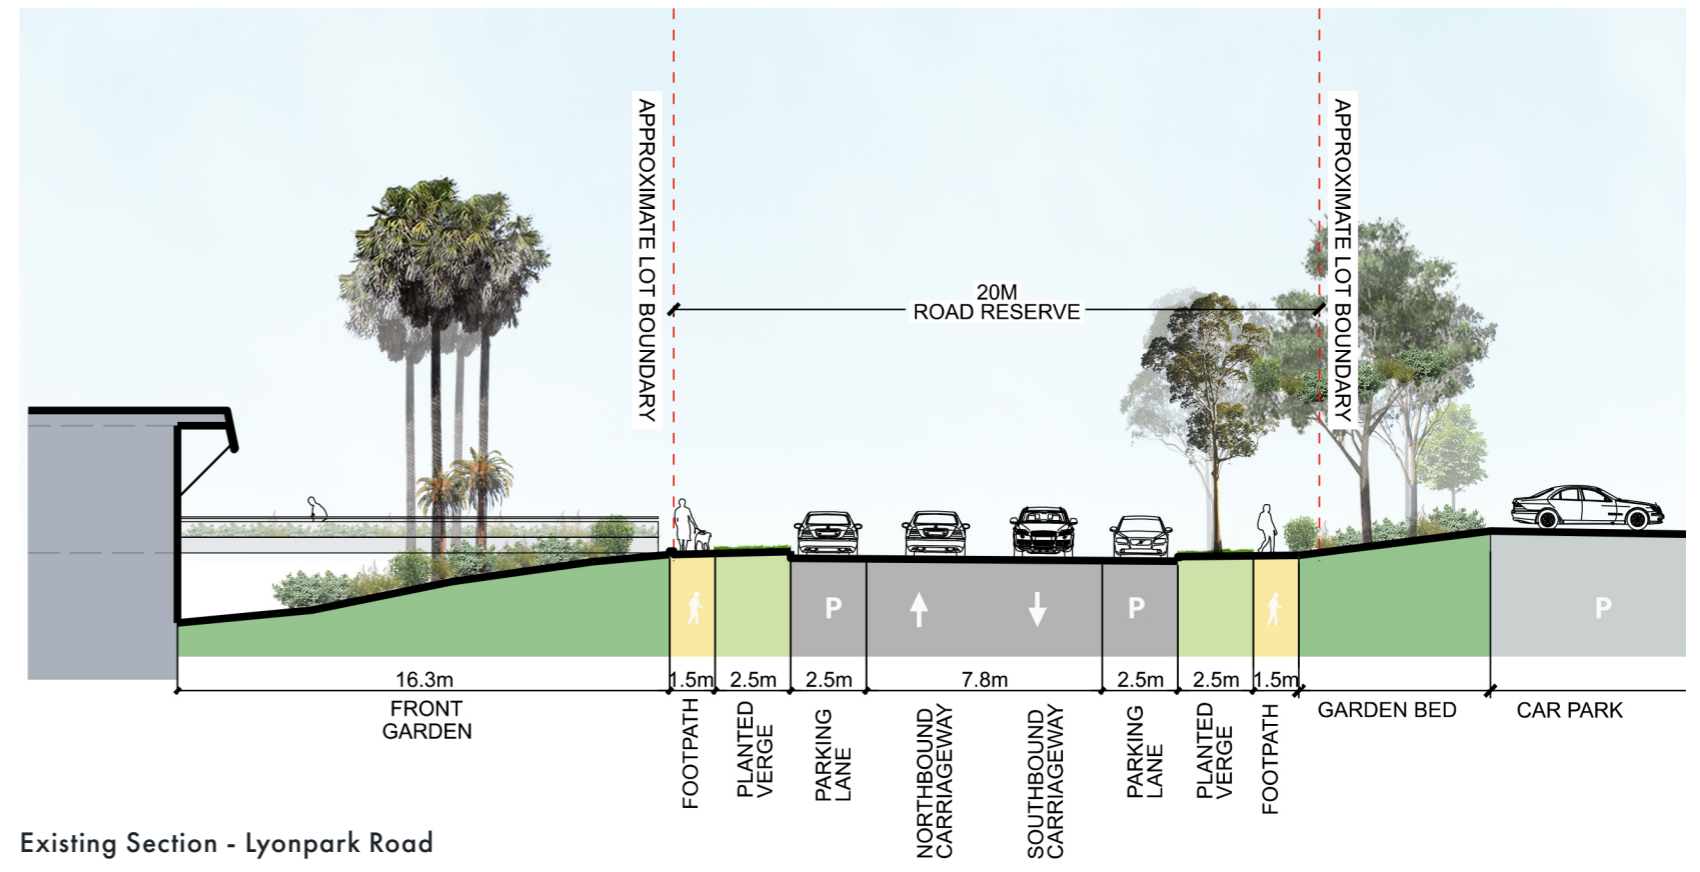 APPROXIMATE LOT BOUNDARY
APPROXIMATE LOT BOUNDARY
20M
ROAD RESERVE
P
P
P
16.3m
1.5m
2.5m
2.5m
7.8m
2.5m
2.5m
1.5m
FRONT
GARDEN
FOOTPATH
PLANTED
VERGE
PARKING
LANE
NORTHBOUND
CARRIAGEWAY
SOUTHBOUND
CARRIAGEWAY
PARKING
LANE
PLANTED
VERGE
FOOTPATH
GARDEN BED
CAR PARK
Existing Section - Lyonpark Road